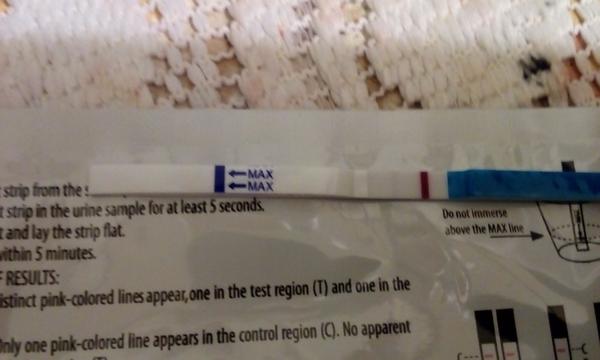 MAX
MAX
strip from the
t strip in the urine sample for at least 5 seconds.
t and lay the strip flat.
within 5 minutes.
Do not immerse
above the MAX line
F RESULTS:
istinct pink-colored lines appear, one in the test region (T) and one in the
Only one pink-colored line appears in the control region (C). No apparent